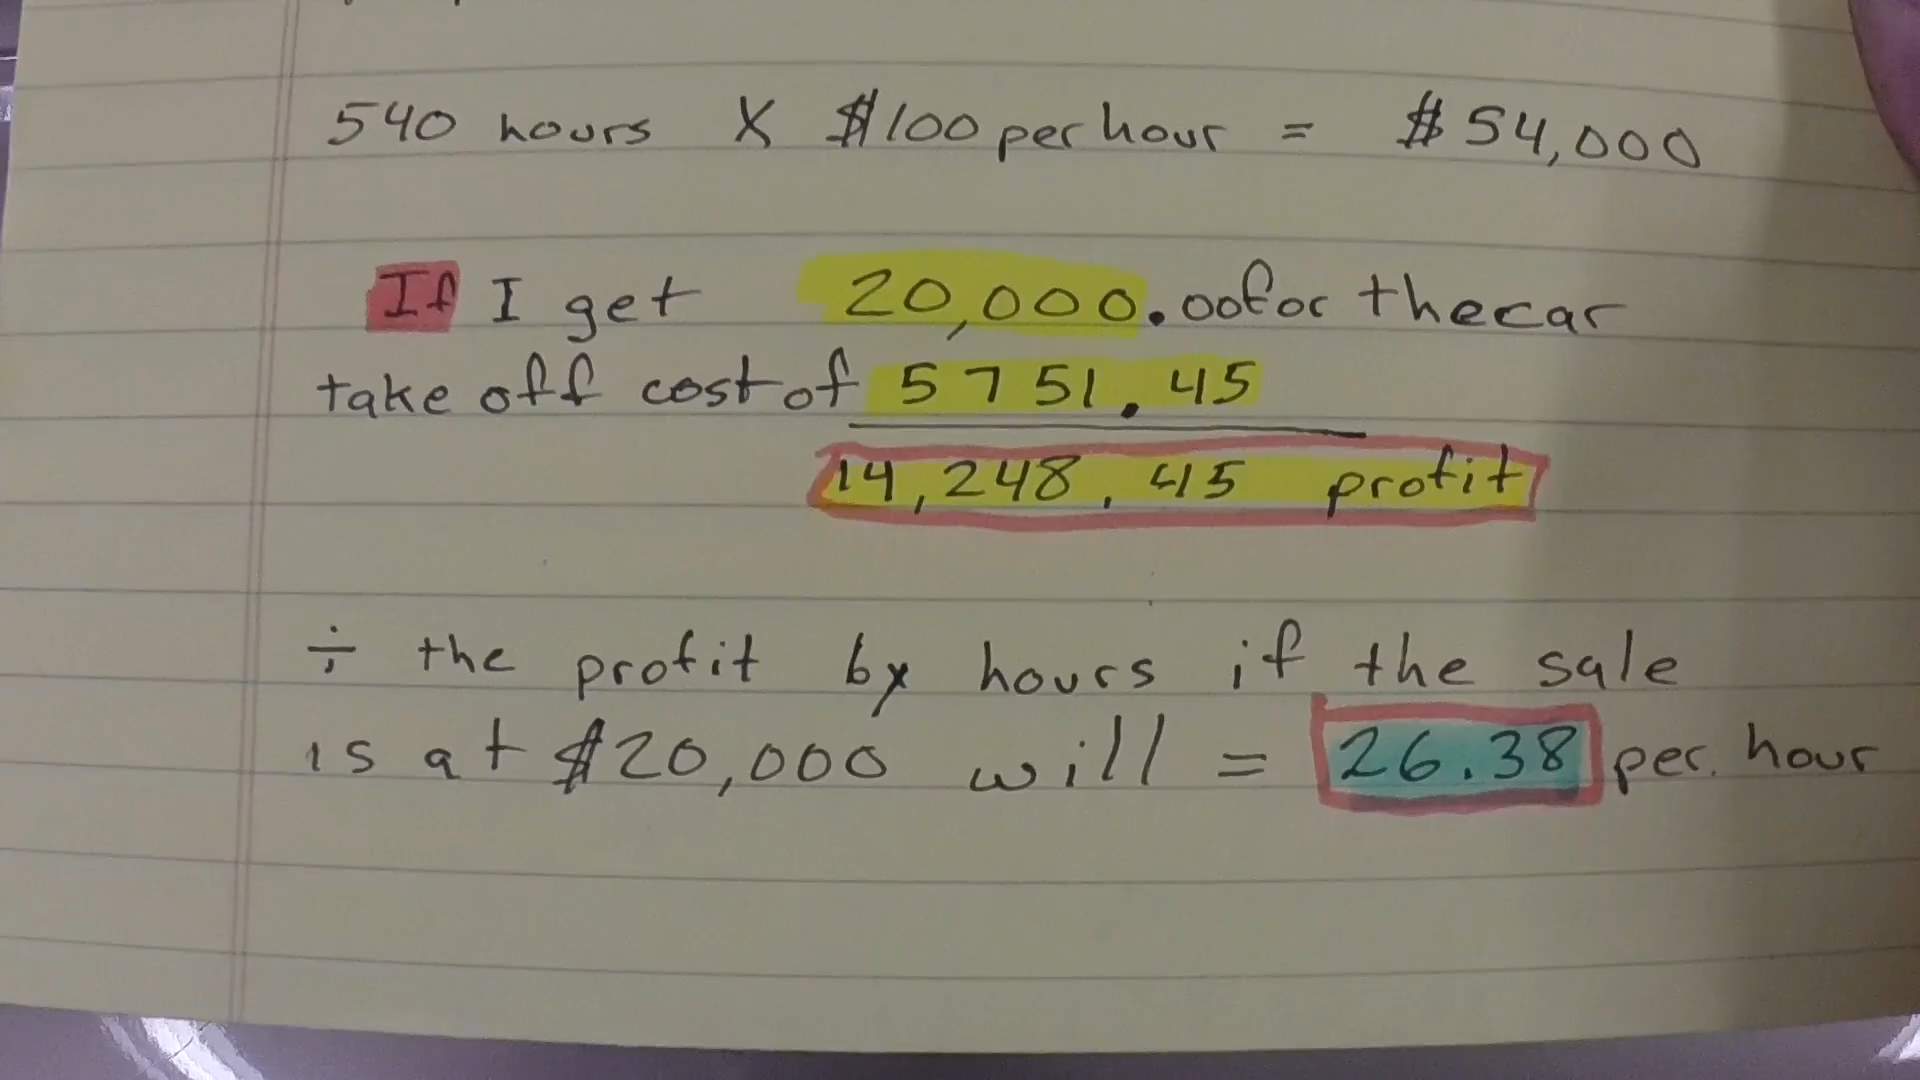 540 hours X $100 per hour = $54,000
If I get 20,000.00 for the car
take off cost of 5751.45
14,248.45 profit
÷ the profit by hours if the sale
is at $20,000 will = 26.38 per. hour